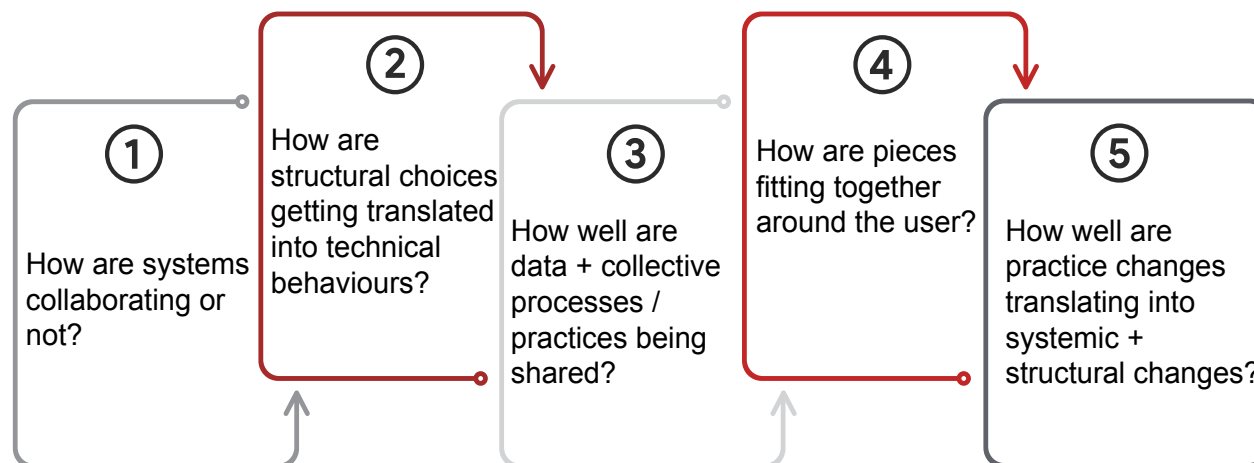 1
How are systems
collaborating or
not?
2
How are
structural choices
getting translated
into technical
behaviours?
3
How well are
data + collective
processes /
practices being
shared?
4
How are pieces
fitting together
around the user?
5
How well are
practice changes
translating into
systemic +
structural changes?